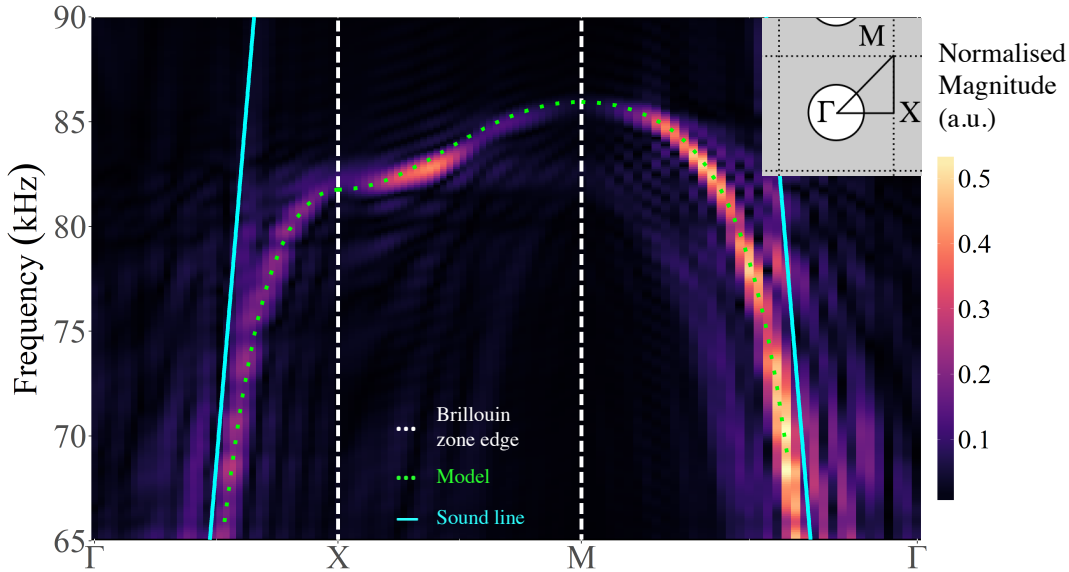 90
85
80
75
70
65
Frequency (kHz)
Γ
X
M
Γ
Brillouin
zone edge
Model
Sound line
M
Γ
X
Normalised
Magnitude
(a.u.)
0.5
0.4
0.3
0.2
0.1